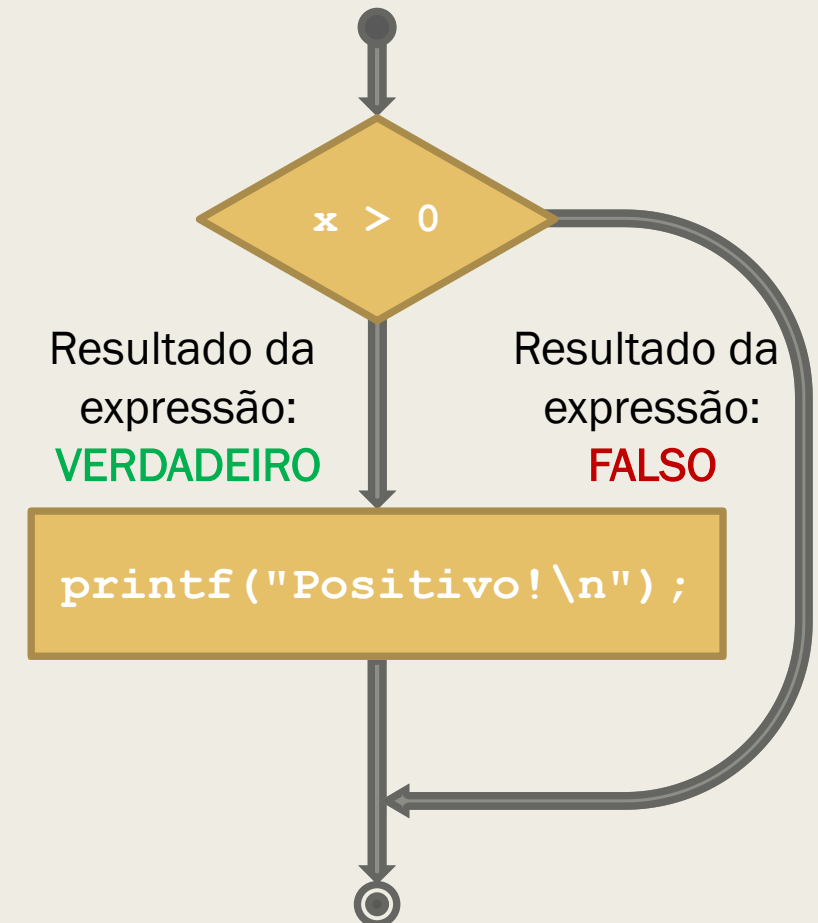 x > 0
Resultado da
expressão:
VERDADEIRO
Resultado da
expressão:
FALSO
printf("Positivo!\n");